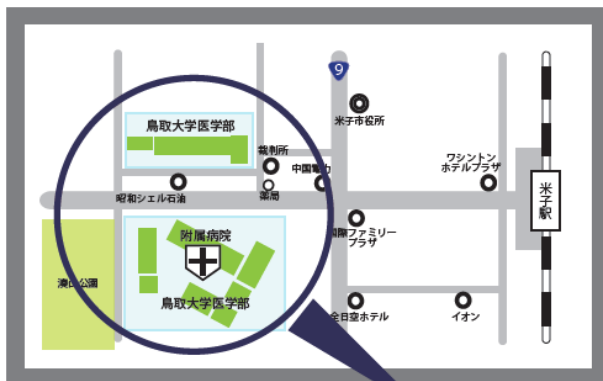 9
鳥取大学医学部
米子市役所
裁判所
中国電力
ワシントン
ホテルプラザ
昭和シェル石油
薬局
米子駅
附属病院
国際ファミリー
プラザ
湊山公園
鳥取大学医学部
全日空ホテル
イオン